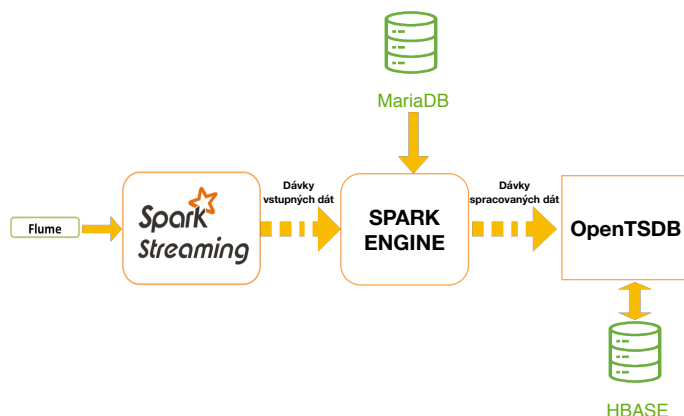 MariaDB
Flume
Spark
Streaming
Dávky
vstupných dát
SPARK
ENGINE
Dávky
spracovaných dát
OpenTSDB
HBASE